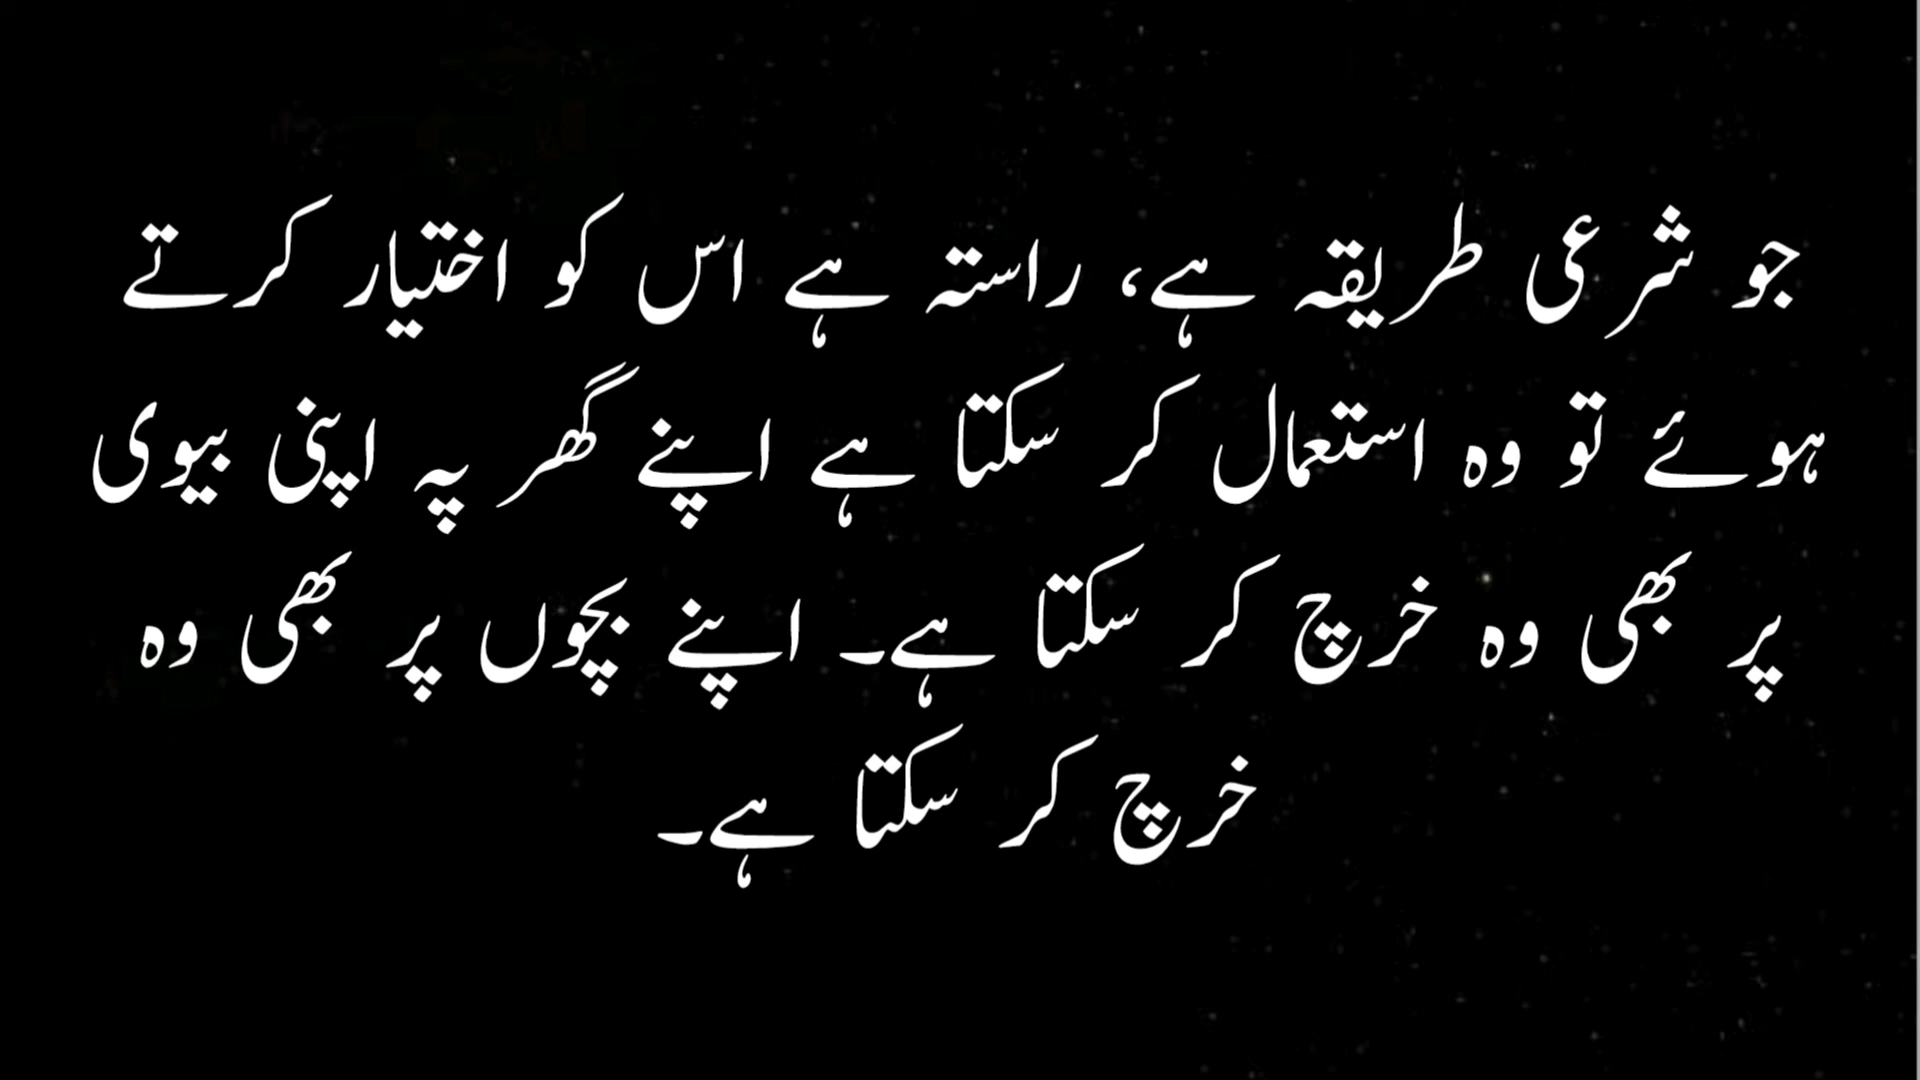 جو شرعی طریقہ ہے، راستہ ہے اس کو اختیار کرتے
ہوئے تو وہ استعمال کر سکتا ہے اپنے گھر پہ اپنی بیوی
پر بھی وہ خرچ کر سکتا ہے۔ اپنے بچوں پر بھی وہ
خرچ کر سکتا ہے۔